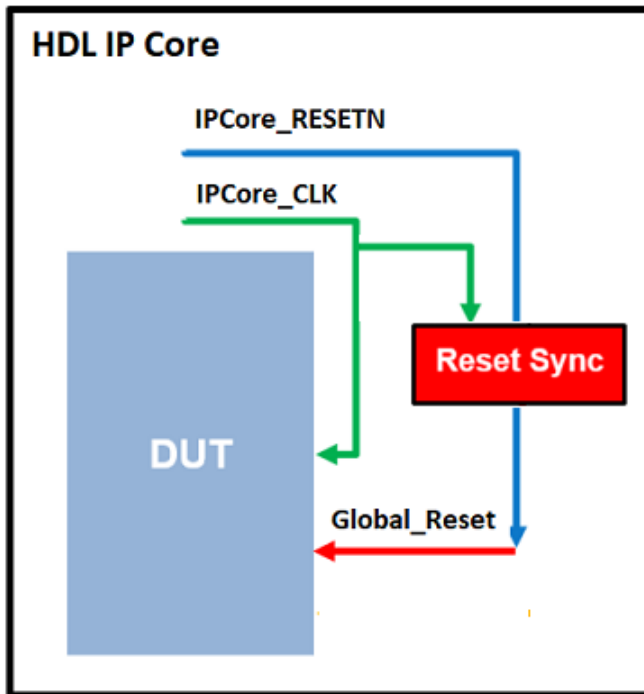 HDL IP Core
IPCore_RESETN
IPCore_CLK
Reset Sync
DUT
Global_Reset